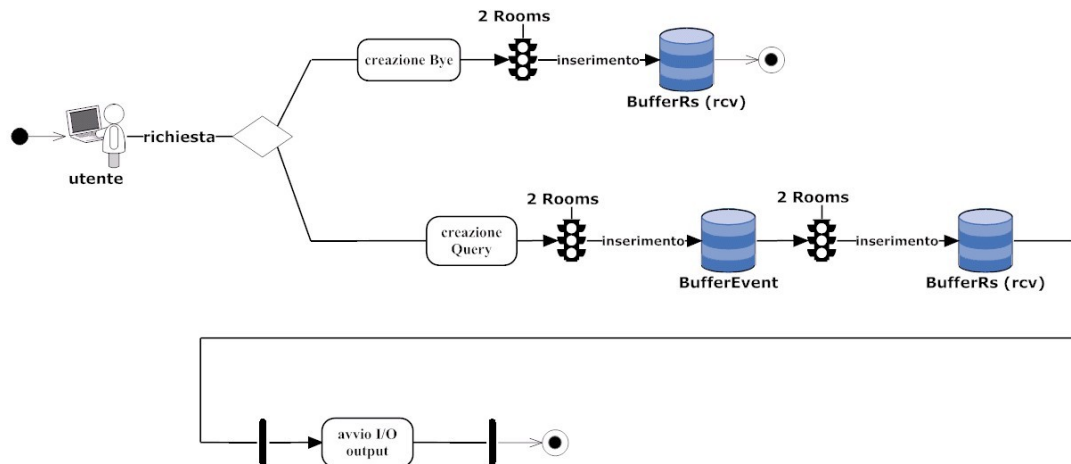 2 Rooms
creazione Bye
inserimento
BufferRs (rcv)
richiesta
utente
2 Rooms
2 Rooms
creazione
Query
inserimento
inserimento
BufferEvent
BufferRs (rcv)
avvio I/O
output